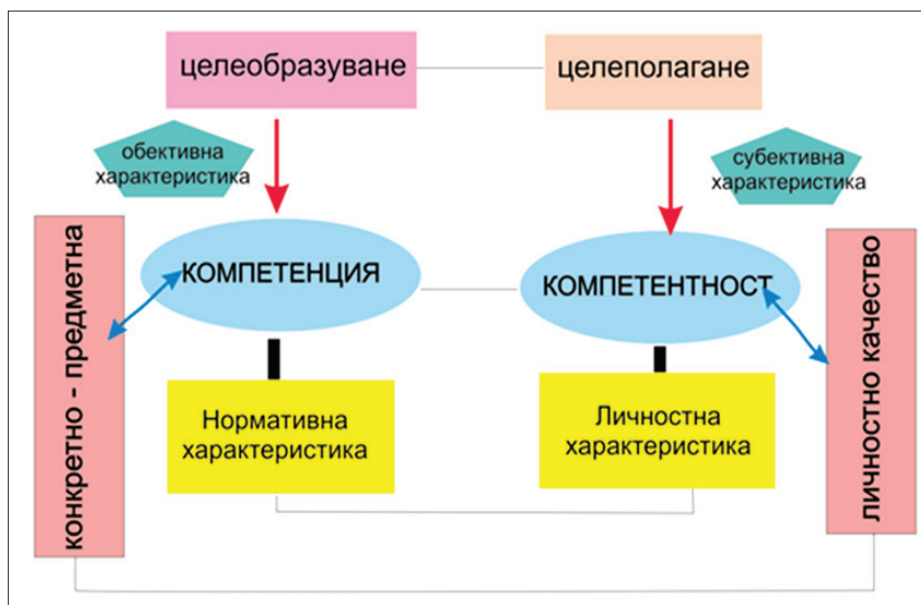 целеобразуване
целеполагане
обективна
характеристика
субективна
характеристика
КОМПЕТЕНЦИЯ
КОМПЕТЕНТНОСТ
конкретно - предметна
личностно качество
Нормативна
характеристика
Личностна
характеристика